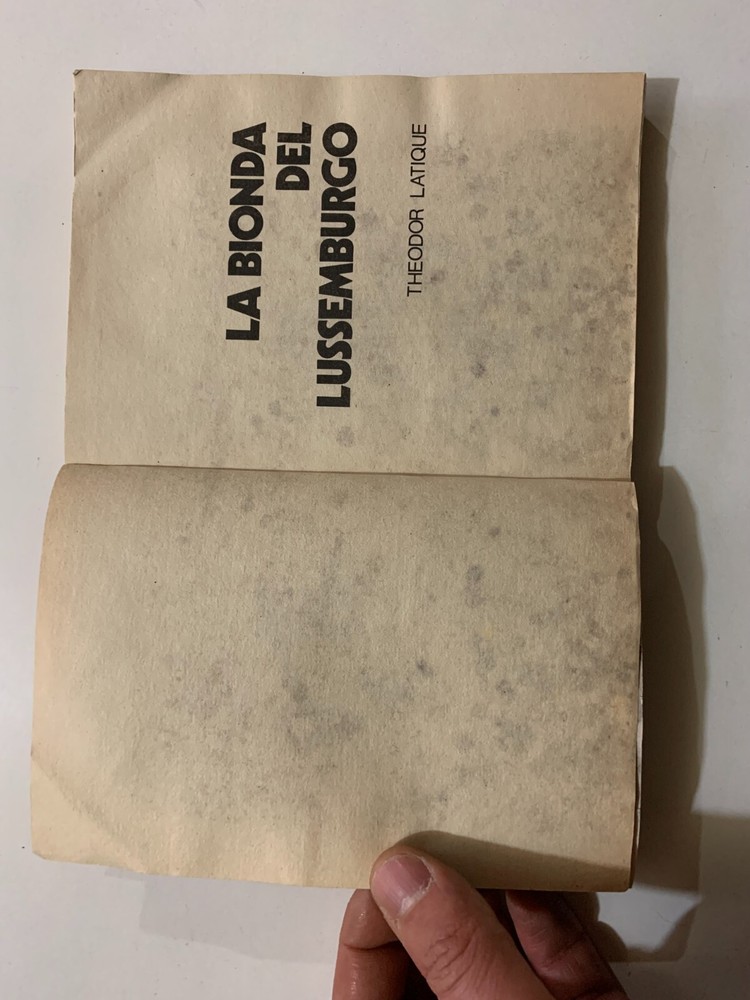 LA BIONDA
DEL
LUSSEMBURGO
THEODOR LATIQUE